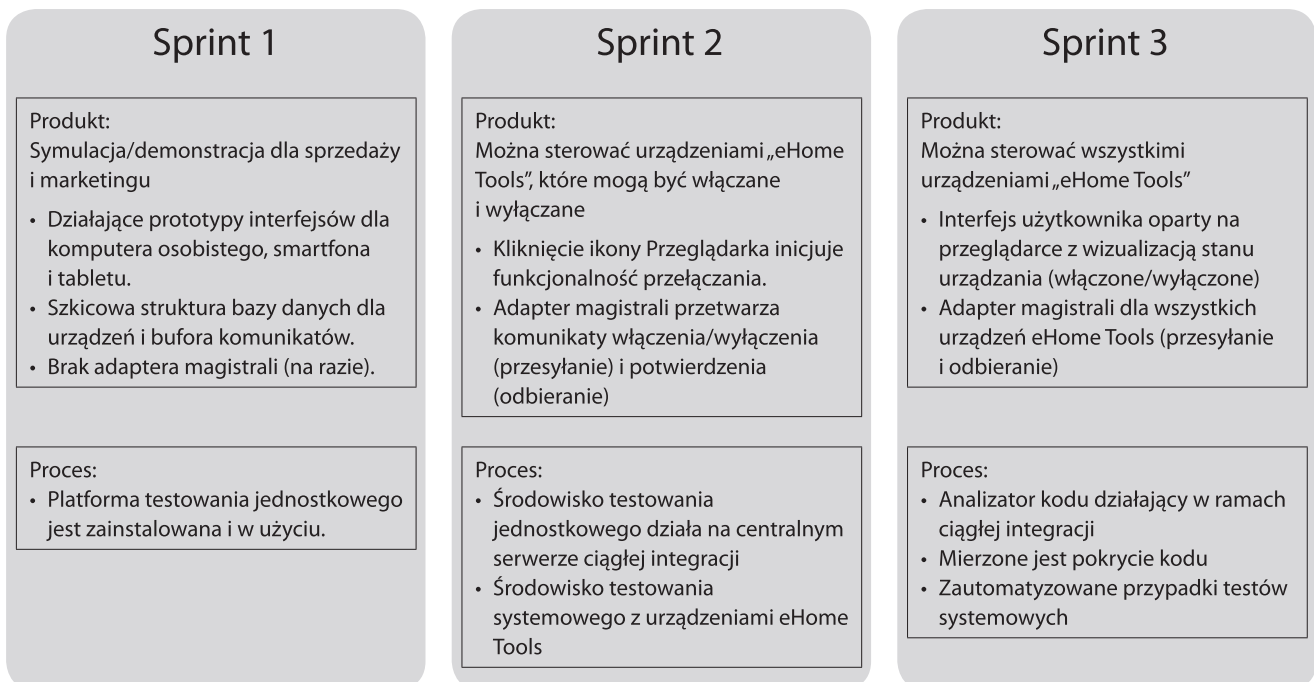 Sprint 1
Produkt:
Symulacja/demonstracja dla sprzedaży
i marketingu
• Działające prototypy interfejsów dla
komputera osobistego, smartfona
i tabletu.
• Szkicowa struktura bazy danych dla
urządzeń i bufora komunikatów.
• Brak adaptera magistrali (na razie).
Proces:
• Platforma testowania jednostkowego
jest zainstalowana i w użyciu.
Sprint 2
Produkt:
Można sterować urządzeniami „eHome
Tools”, które mogą być włączane
i wyłączane
• Kliknięcie ikony Przeglądarka inicjuje
funkcjonalność przełączania.
• Adapter magistrali przetwarza
komunikaty włączenia/wyłączenia
(przesyłanie) i potwierdzenia
(odbieranie)
Proces:
• Środowisko testowania
jednostkowego działa na centralnym
serwerze ciągłej integracji
• Środowisko testowania
systemowego z urządzeniami eHome
Tools
Sprint 3
Produkt:
Można sterować wszystkimi
urządzeniami „eHome Tools”
• Interfejs użytkownika oparty na
przeglądarce z wizualizacją stanu
urządzania (włączone/wyłączone)
• Adapter magistrali dla wszystkich
urządzeń eHome Tools (przesyłanie
i odbieranie)
Proces:
• Analizator kodu działający w ramach
ciągłej integracji
• Mierzone jest pokrycie kodu
• Zautomatyzowane przypadki testów
systemowych